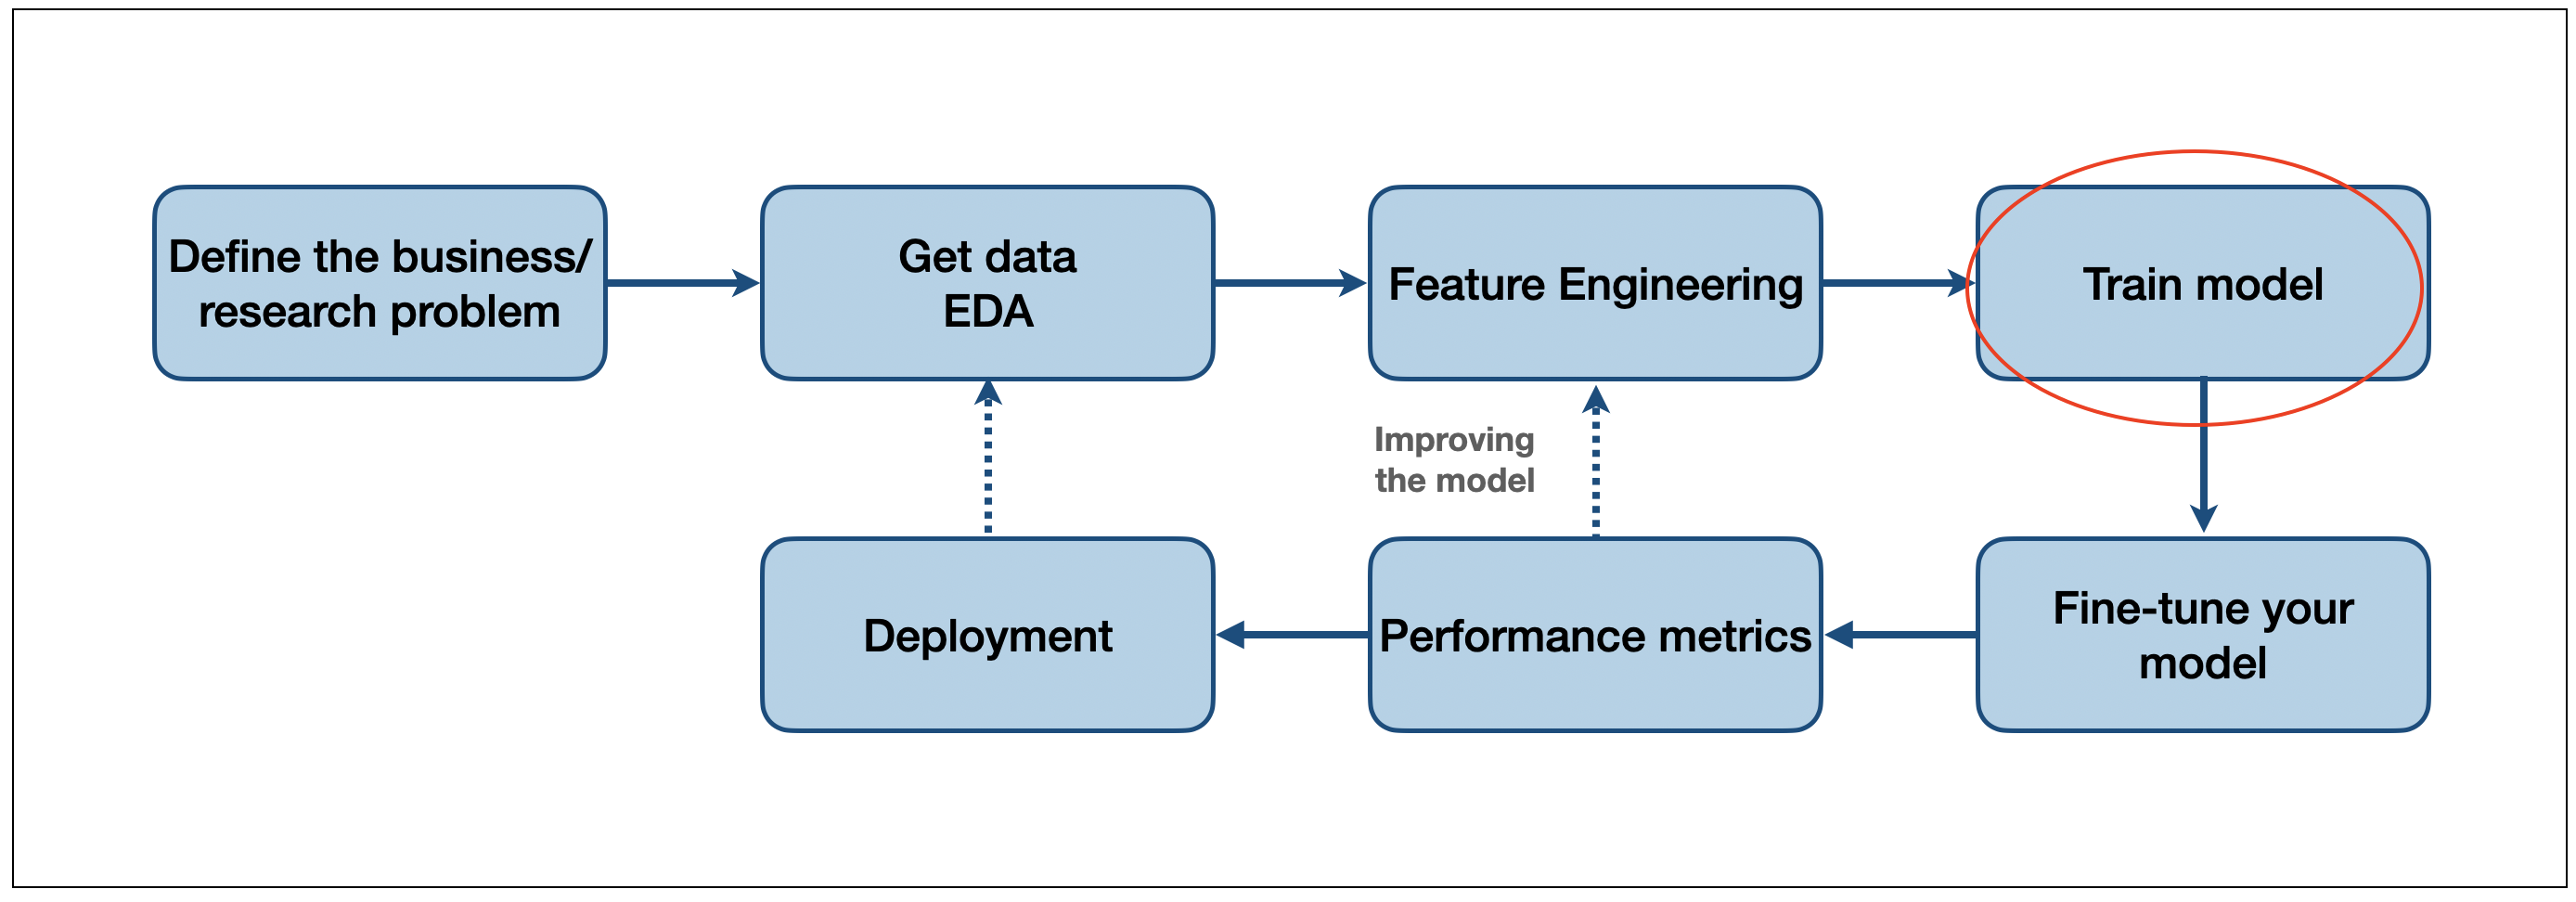 Define the business/
research problem
Get data
EDA
Feature Engineering
Train model
Improving
the model
Deployment
Performance metrics
Fine-tune your
model